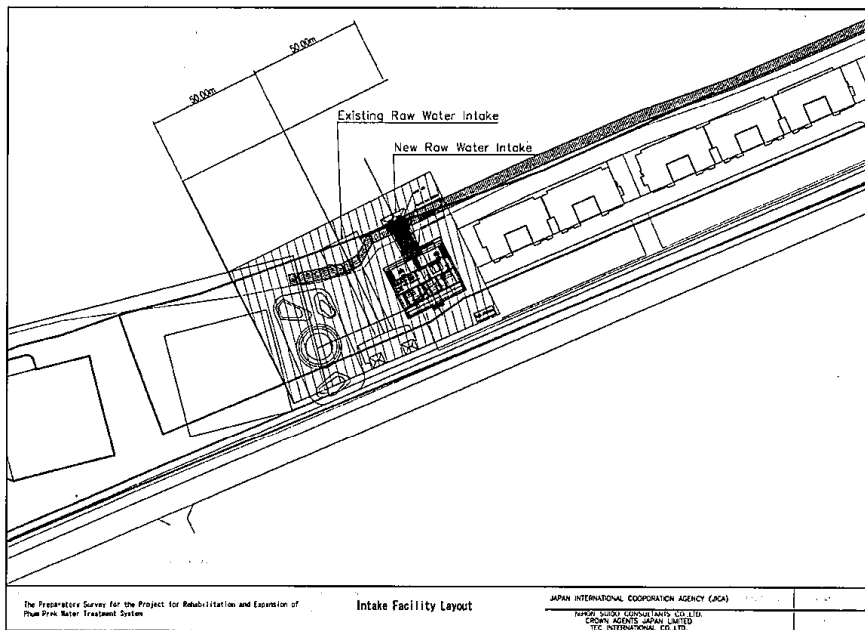 50.00m
50.00m
Existing Raw Water Intake
New Raw Water Intake
The Preparatory Survey for the Project for Rehabilitation and Expansion of
Phum Prek Water Treatment System
Intake Facility Layout
JAPAN INTERNATIONAL COOPORATION AGENCY (JICA)
NIHON SUIDO CONSULTANTS CO.,LTD.
CROWN AGENTS JAPAN LIMITED
TEC INTERNATIONAL CO.,LTD.